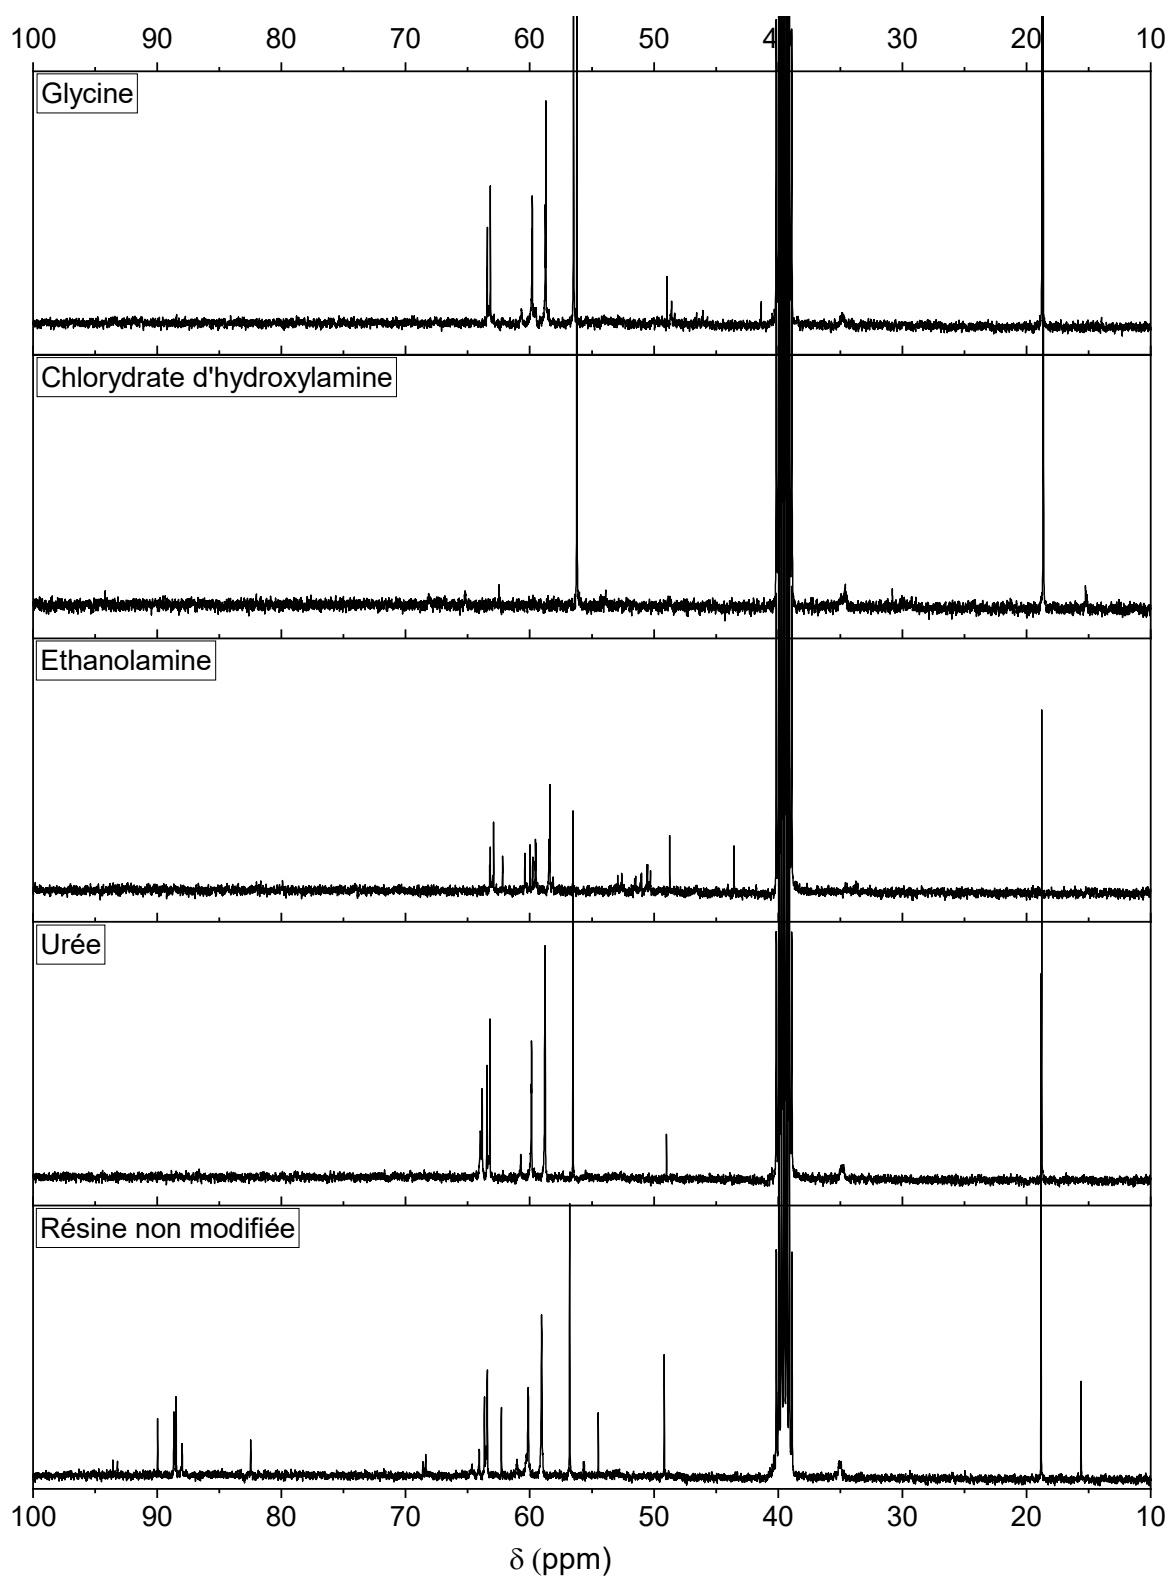 100 90 80 70 60 50 40 30 20 10
Glycine
Chlorydrate d'hydroxylamine
Ethanolamine
Urée
Résine non modifiée
100 90 80 70 60 50 40 30 20 10
δ (ppm)